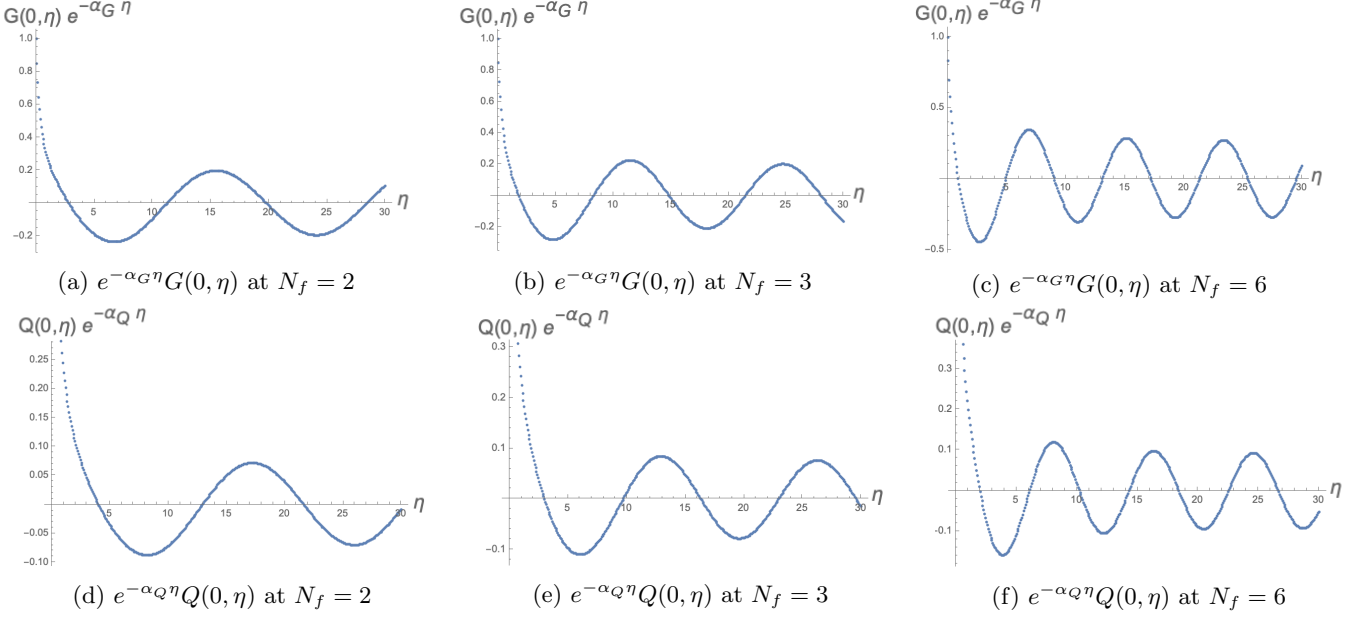 G(0,η) e^{-α_G η}
1.0
0.8
0.6
0.4
0.2
-0.2
5 10 15 20 25 30 η
(a) e^{-α_G η}G(0, η) at N_f = 2
G(0,η) e^{-α_G η}
1.0
0.8
0.6
0.4
0.2
-0.2
5 10 15 20 25 30 η
(b) e^{-α_G η}G(0, η) at N_f = 3
G(0,η) e^{-α_G η}
1.0
0.5
-0.5
5 10 15 20 25 30 η
(c) e^{-α_G η}G(0, η) at N_f = 6
Q(0,η) e^{-α_Q η}
0.25
0.20
0.15
0.10
0.05
-0.05
-0.10
5 10 15 20 25 30 η
(d) e^{-α_Q η}Q(0, η) at N_f = 2
Q(0,η) e^{-α_Q η}
0.3
0.2
0.1
-0.1
5 10 15 20 25 30 η
(e) e^{-α_Q η}Q(0, η) at N_f = 3
Q(0,η) e^{-α_Q η}
0.3
0.2
0.1
-0.1
5 10 15 20 25 30 η
(f) e^{-α_Q η}Q(0, η) at N_f = 6